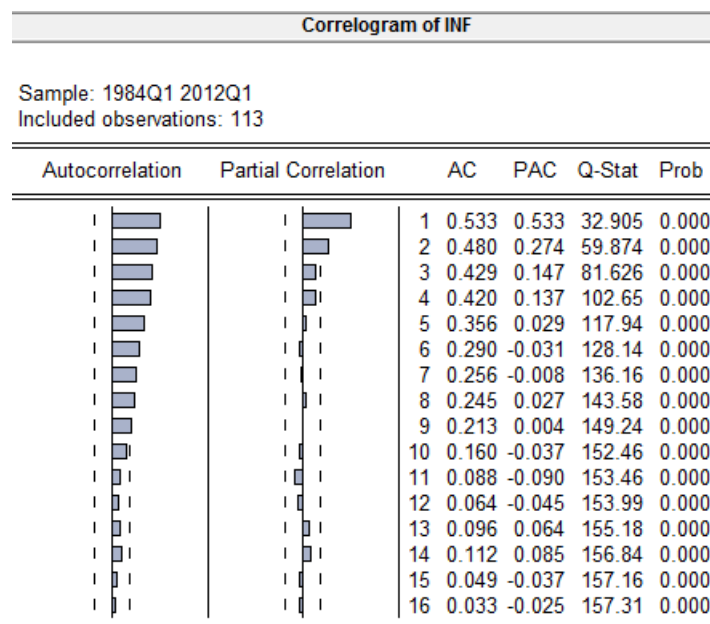 Correlogram of INF
Sample: 1984Q1 2012Q1
Included observations: 113
Autocorrelation Partial Correlation AC PAC Q-Stat Prob
1 0.533 0.533 32.905 0.000
2 0.480 0.274 59.874 0.000
3 0.429 0.147 81.626 0.000
4 0.420 0.137 102.65 0.000
5 0.356 0.029 117.94 0.000
6 0.290 -0.031 128.14 0.000
7 0.256 -0.008 136.16 0.000
8 0.245 0.027 143.58 0.000
9 0.213 0.004 149.24 0.000
10 0.160 -0.037 152.46 0.000
11 0.088 -0.090 153.46 0.000
12 0.064 -0.045 153.99 0.000
13 0.096 0.064 155.18 0.000
14 0.112 0.085 156.84 0.000
15 0.049 -0.037 157.16 0.000
16 0.033 -0.025 157.31 0.000